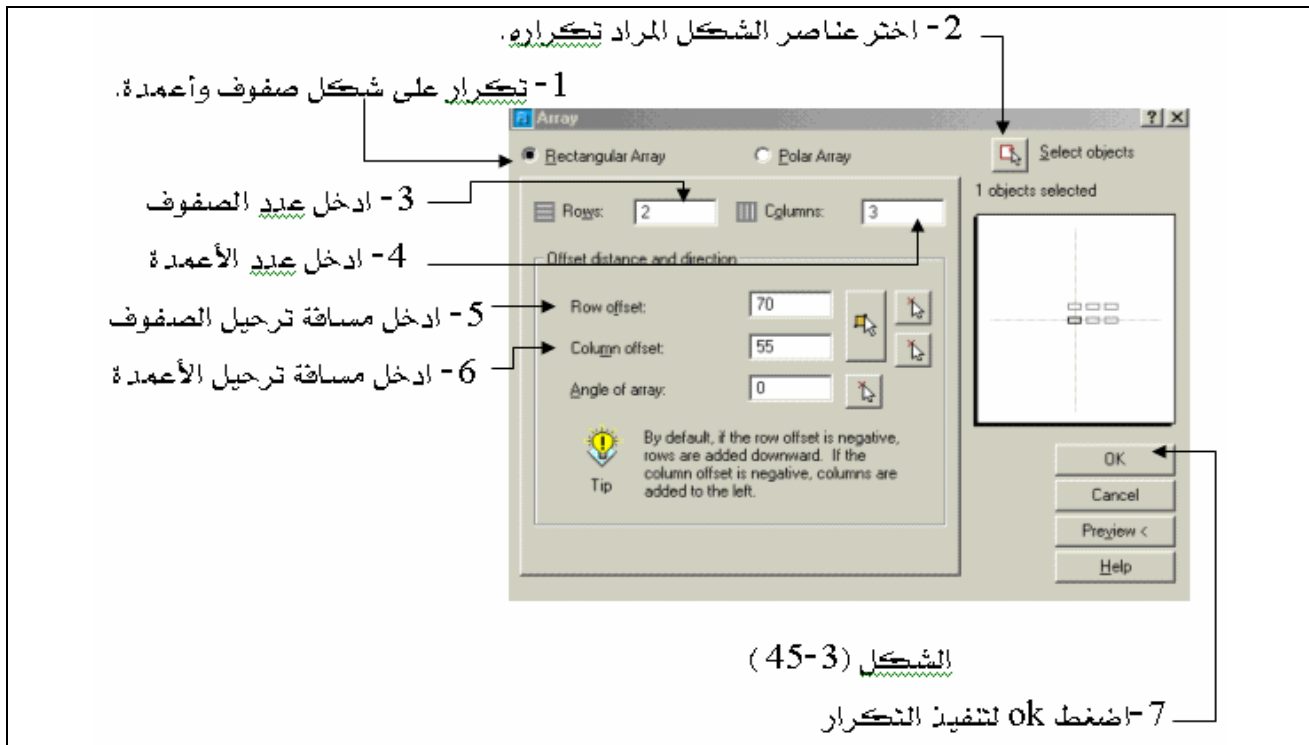 2- اختر عناصر الشكل المراد تكراره.
1- تكرار على شكل صفوف وأعمدة.
Array
Rectangular Array
Polar Array
Select objects
1 objects selected
3- ادخل عدد الصفوف
Rows: 2
Columns: 3
4- ادخل عدد الأعمدة
Offset distance and direction
5- ادخل مسافة ترحيل الصفوف
Row offset: 70
6- ادخل مسافة ترحيل الأعمدة
Column offset: 55
Angle of array: 0
Tip
By default, if the row offset is negative,
rows are added downward. If the
column offset is negative, columns are
added to the left.
OK
Cancel
Preview <
Help
الشكل (3-45)
7- اضغط ok لتنفيذ التكرار